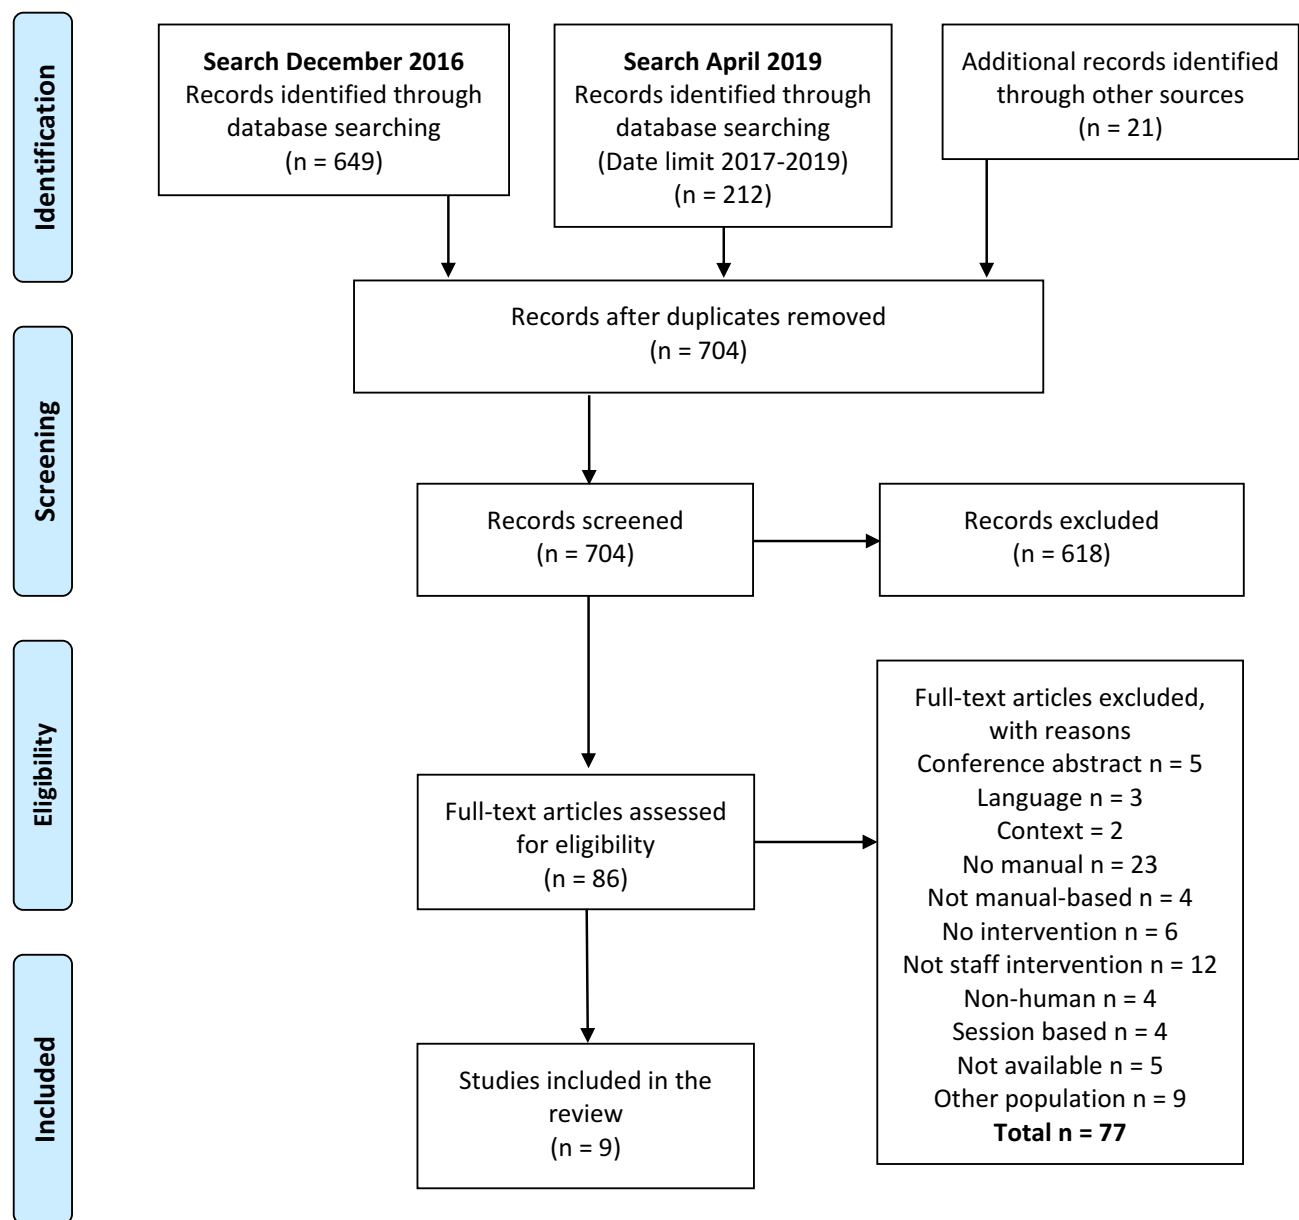 Identification
Search December 2016
Records identified through
database searching
(n = 649)
Search April 2019
Records identified through
database searching
(Date limit 2017-2019)
(n = 212)
Additional records identified
through other sources
(n = 21)
Records after duplicates removed
(n = 704)
Screening
Records screened
(n = 704)
Records excluded
(n = 618)
Eligibility
Full-text articles assessed
for eligibility
(n = 86)
Full-text articles excluded,
with reasons
Conference abstract n = 5
Language n = 3
Context = 2
No manual n = 23
Not manual-based n = 4
No intervention n = 6
Not staff intervention n = 12
Non-human n = 4
Session based n = 4
Not available n = 5
Other population n = 9
Total n = 77
Included
Studies included in the
review
(n = 9)